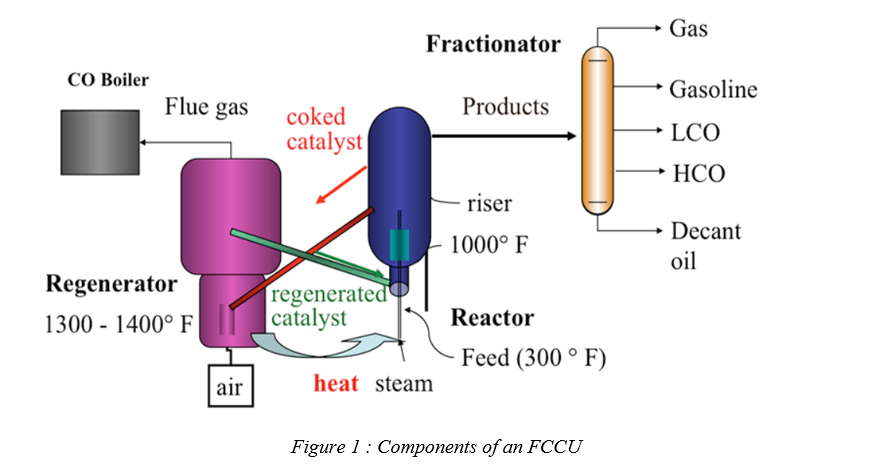 Fractionator
Gas
CO Boiler
Flue gas
coked
catalyst
Products
Gasoline
LCO
HCO
riser
1000° F
Decant
oil
Regenerator
1300 - 1400° F
regenerated
catalyst
Reactor
Feed (300 ° F)
air
heat
steam
Figure 1 : Components of an FCCU